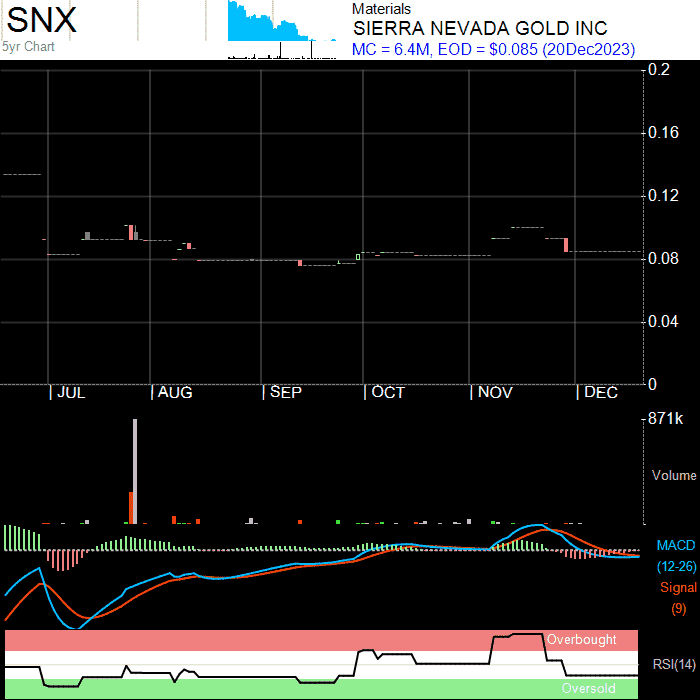 SNX
5yr Chart
Materials
SIERRA NEVADA GOLD INC
MC = 6.4M, EOD = $0.085 (20Dec2023)
0.2
0.16
0.12
0.08
0.04
0
JUL AUG SEP OCT NOV DEC
871k
Volume
MACD
(12-26)
Signal
(9)
Overbought
RSI(14)
Oversold